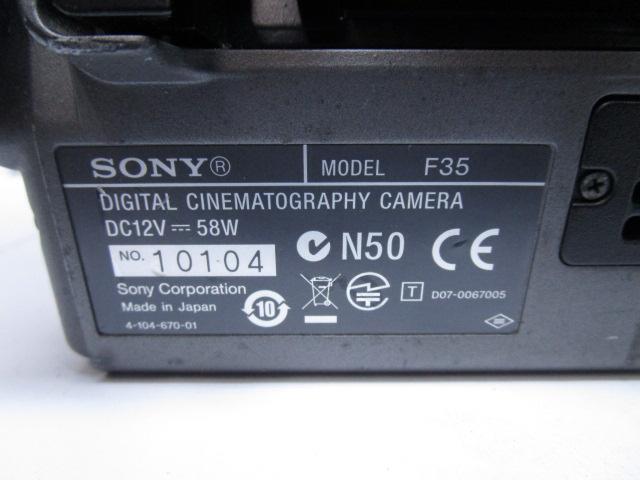 SONY® MODEL F35
DIGITAL CINEMATOGRAPHY CAMERA
DC12V ⎓ 58W
NO. 10104 N50 CE
Sony Corporation
Made in Japan 10 T D07-0067005
4-104-670-01